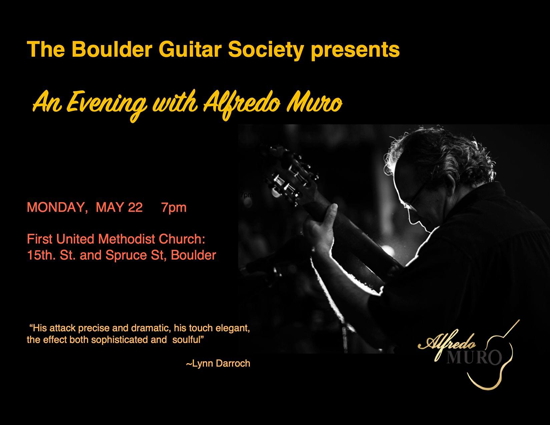 The Boulder Guitar Society presents
An Evening with Alfredo Muro
MONDAY, MAY 22 7pm
First United Methodist Church:
15th. St. and Spruce St, Boulder
"His attack precise and dramatic, his touch elegant,
the effect both sophisticated and soulful"
~Lynn Darroch
Alfredo
MURO